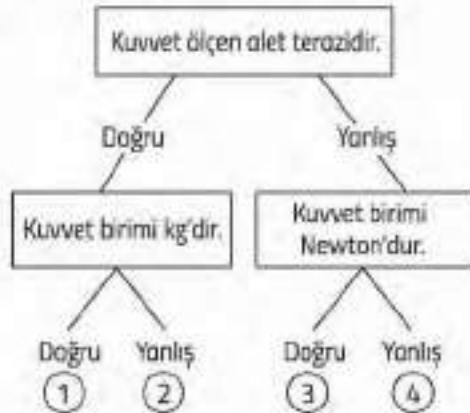 Kuvvet ölçen alet terazidir.
Doğru Yanlış
Kuvvet birimi kg'dir.
Kuvvet birimi
Newton'dur.
Doğru Yanlış Doğru Yanlış
1 2 3 4